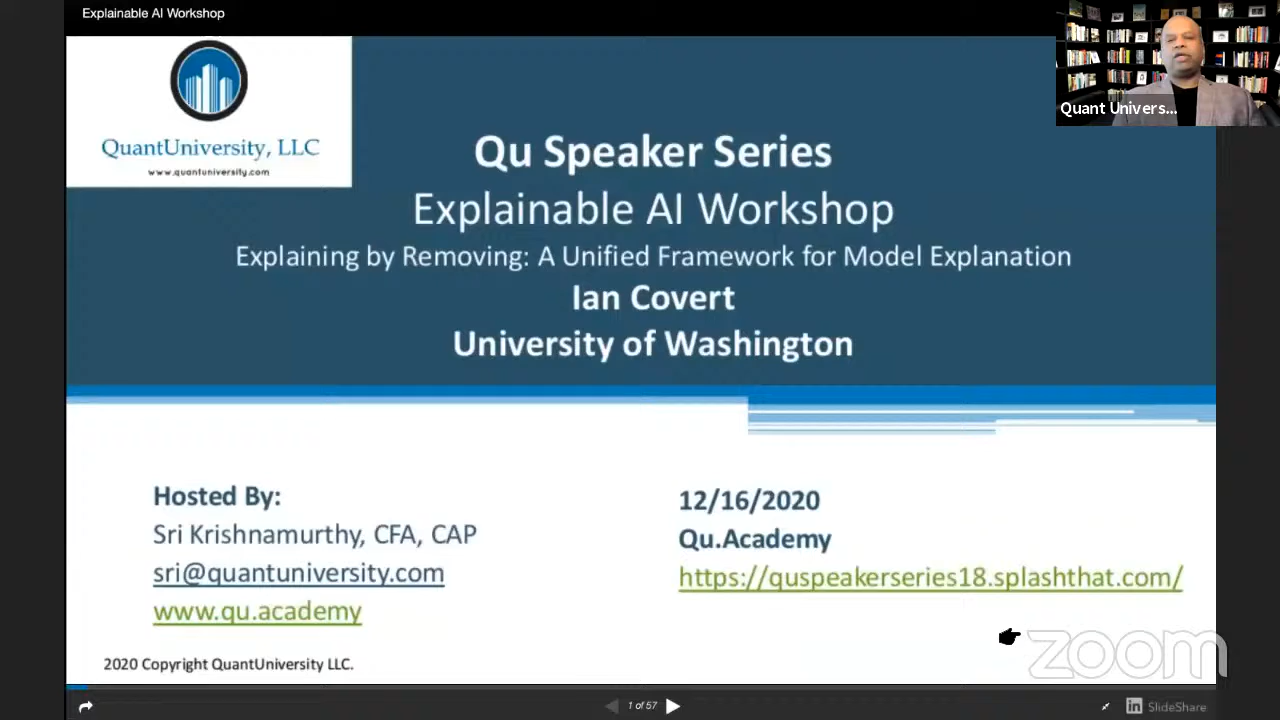 Explainable AI Workshop
QuantUniversity, LLC
www.quantuniversity.com
Quant Univers...
Qu Speaker Series
Explainable AI Workshop
Explaining by Removing: A Unified Framework for Model Explanation
Ian Covert
University of Washington
Hosted By:
Sri Krishnamurthy, CFA, CAP
sri@quantuniversity.com
www.qu.academy
12/16/2020
Qu.Academy
https://quspeakerseries18.splashthat.com/
2020 Copyright QuantUniversity LLC.
zoom
1 of 57
in SlideShare